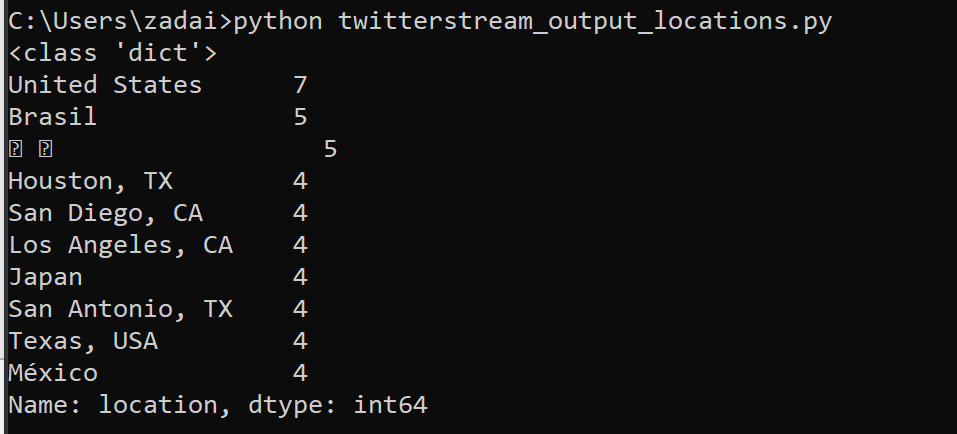 C:\Users\zadai>python twitterstream_output_locations.py
<class 'dict'>
United States 7
Brasil 5
5
Houston, TX 4
San Diego, CA 4
Los Angeles, CA 4
Japan 4
San Antonio, TX 4
Texas, USA 4
México 4
Name: location, dtype: int64